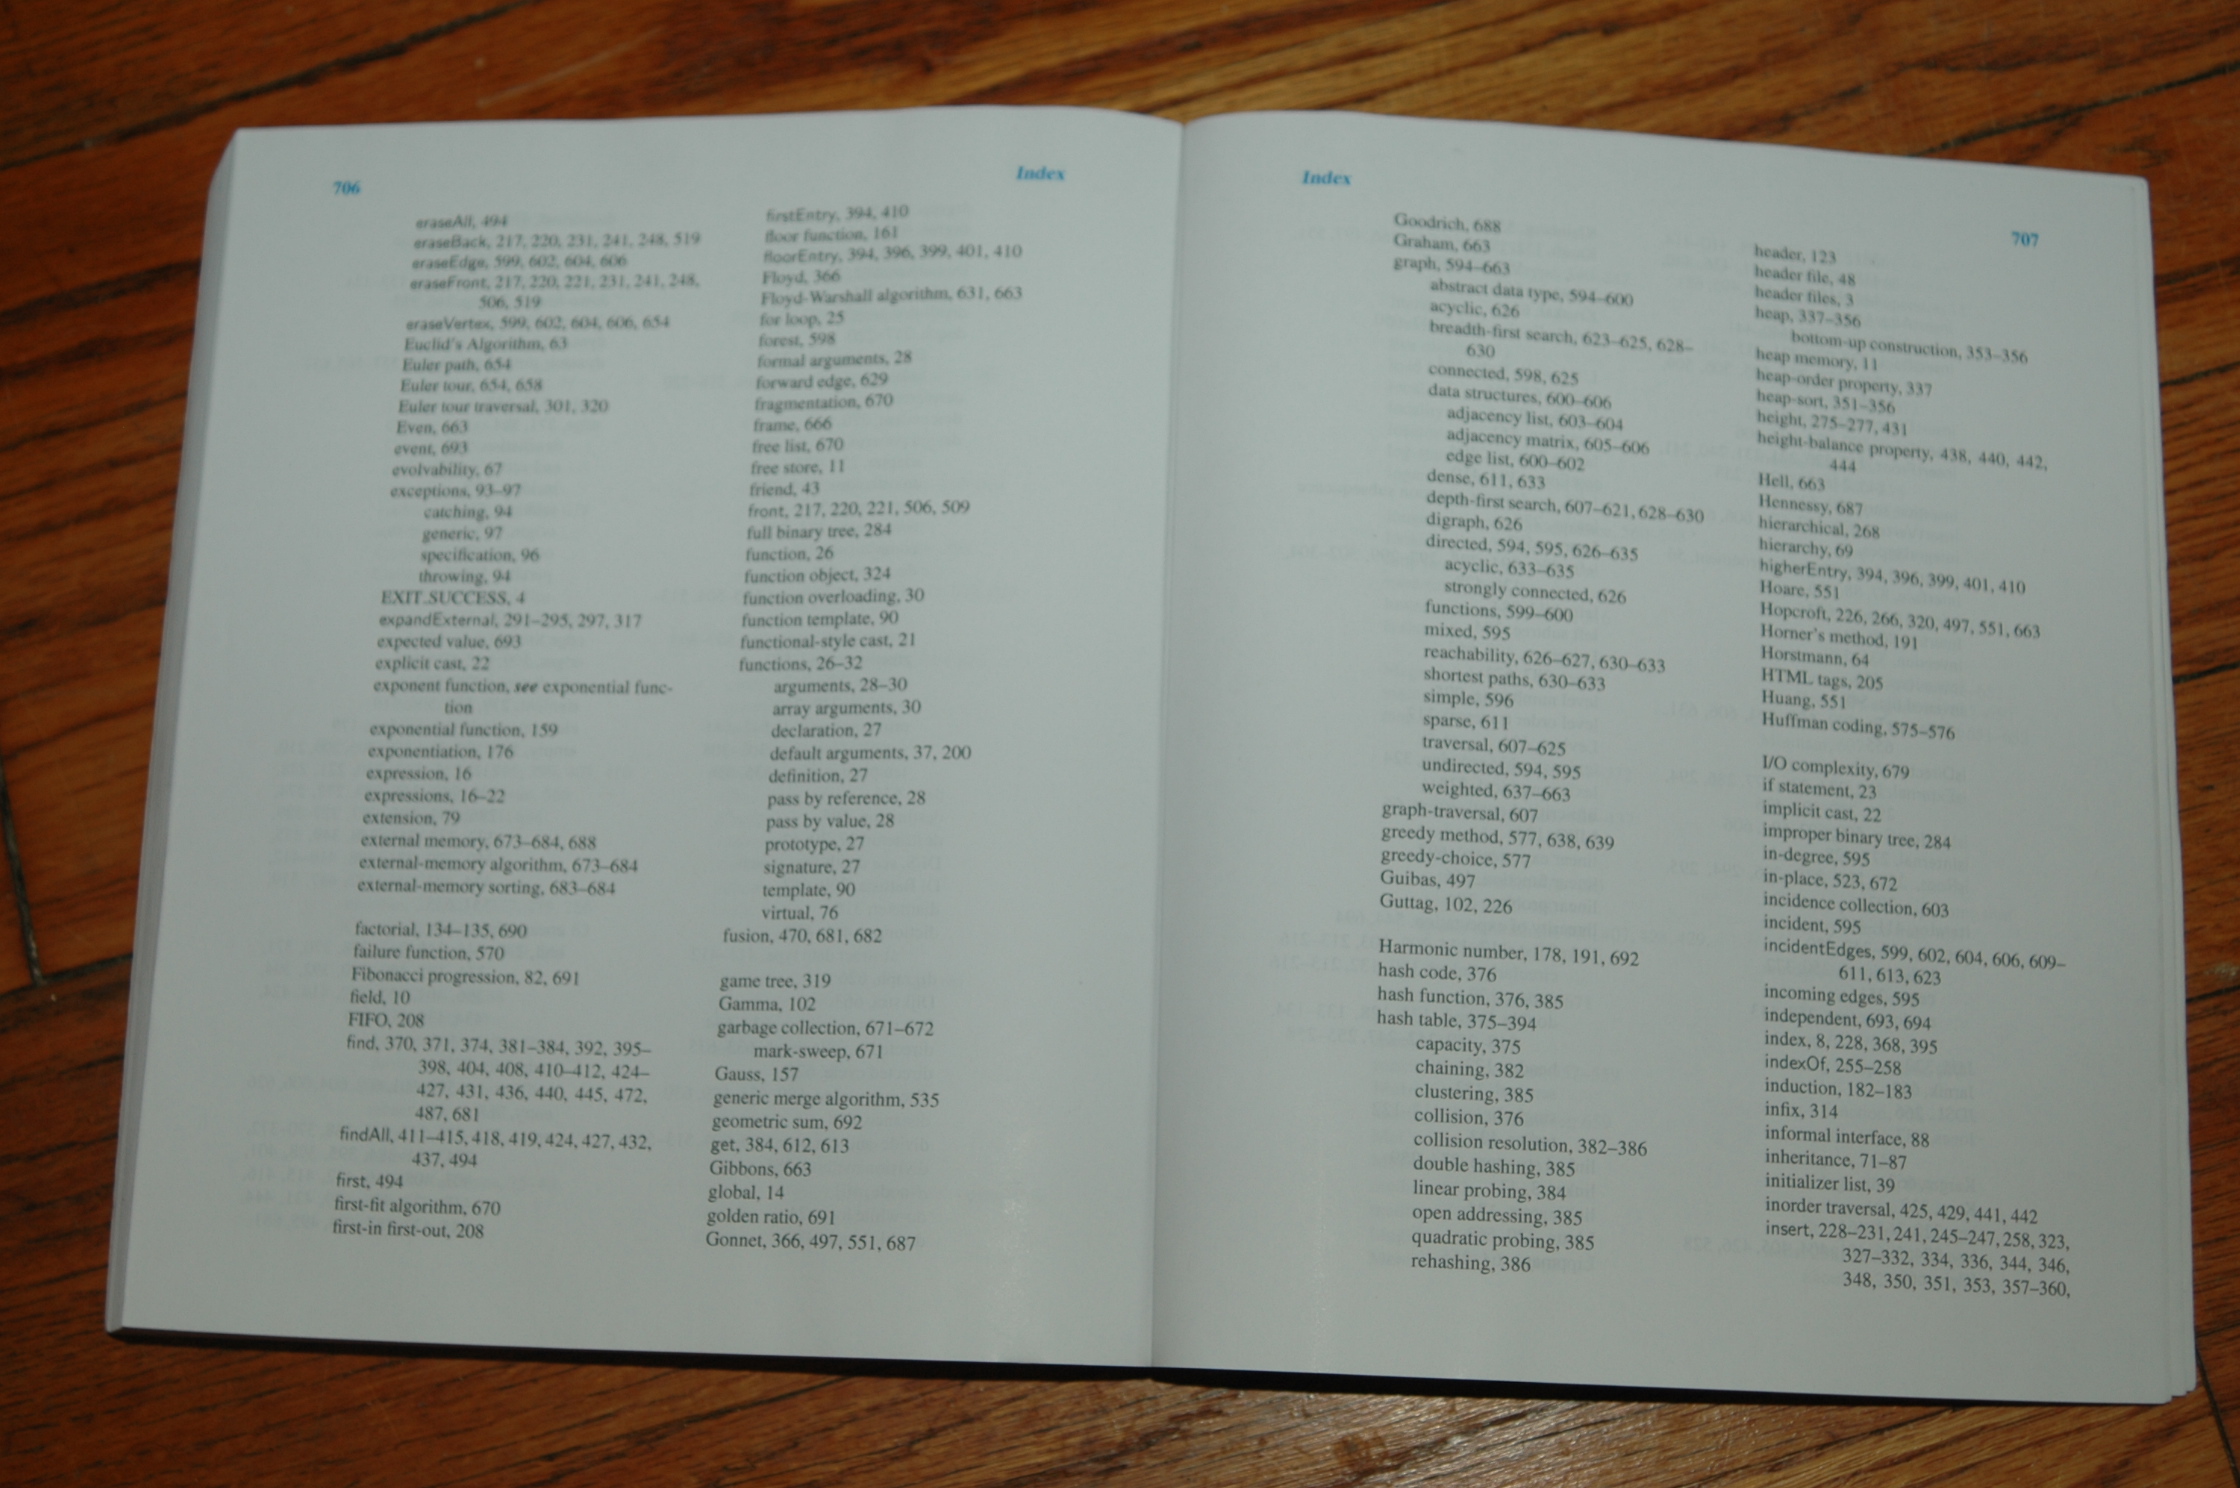 706
Index
eraseAll, 494
eraseBack, 217, 220, 231, 241, 248, 519
eraseEdge, 599, 602, 604, 606
eraseFront, 217, 220, 221, 231, 241, 248,
506, 519
eraseVertex, 599, 602, 604, 606, 654
Euclid's Algorithm, 63
Euler path, 654
Euler tour, 654, 658
Euler tour traversal, 301, 320
Even, 663
event, 693
evolvability, 67
exceptions, 93–97
catching, 94
generic, 97
specification, 96
throwing, 94
EXIT_SUCCESS, 4
expandExternal, 291–295, 297, 317
expected value, 693
explicit cast, 22
exponent function, see exponential func-
tion
exponential function, 159
exponentiation, 176
expression, 16
expressions, 16–22
extension, 79
external memory, 673–684, 688
external-memory algorithm, 673–684
external-memory sorting, 683–684
factorial, 134–135, 690
failure function, 570
Fibonacci progression, 82, 691
field, 10
FIFO, 208
find, 370, 371, 374, 381–384, 392, 395–
398, 404, 408, 410–412, 424–
427, 431, 436, 440, 445, 472,
487, 681
findAll, 411–415, 418, 419, 424, 427, 432,
437, 494
first, 494
first-fit algorithm, 670
first-in first-out, 208
firstEntry, 394, 410
floor function, 161
floorEntry, 394, 396, 399, 401, 410
Floyd, 366
Floyd-Warshall algorithm, 631, 663
for loop, 25
forest, 598
formal arguments, 28
forward edge, 629
fragmentation, 670
frame, 666
free list, 670
free store, 11
friend, 43
front, 217, 220, 221, 506, 509
full binary tree, 284
function, 26
function object, 324
function overloading, 30
function template, 90
functional-style cast, 21
functions, 26–32
arguments, 28–30
array arguments, 30
declaration, 27
default arguments, 37, 200
definition, 27
pass by reference, 28
pass by value, 28
prototype, 27
signature, 27
template, 90
virtual, 76
fusion, 470, 681, 682
game tree, 319
Gamma, 102
garbage collection, 671–672
mark-sweep, 671
Gauss, 157
generic merge algorithm, 535
geometric sum, 692
get, 384, 612, 613
Gibbons, 663
global, 14
golden ratio, 691
Gonnet, 366, 497, 551, 687
Index
707
Goodrich, 688
Graham, 663
graph, 594–663
abstract data type, 594–600
acyclic, 626
breadth-first search, 623–625, 628–
630
connected, 598, 625
data structures, 600–606
adjacency list, 603–604
adjacency matrix, 605–606
edge list, 600–602
dense, 611, 633
depth-first search, 607–621, 628–630
digraph, 626
directed, 594, 595, 626–635
acyclic, 633–635
strongly connected, 626
functions, 599–600
mixed, 595
reachability, 626–627, 630–633
shortest paths, 630–633
simple, 596
sparse, 611
traversal, 607–625
undirected, 594, 595
weighted, 637–663
graph-traversal, 607
greedy method, 577, 638, 639
greedy-choice, 577
Guibas, 497
Guttag, 102, 226
Harmonic number, 178, 191, 692
hash code, 376
hash function, 376, 385
hash table, 375–394
capacity, 375
chaining, 382
clustering, 385
collision, 376
collision resolution, 382–386
double hashing, 385
linear probing, 384
open addressing, 385
quadratic probing, 385
rehashing, 386
header, 123
header file, 48
header files, 3
heap, 337–356
bottom-up construction, 353–356
heap memory, 11
heap-order property, 337
heap-sort, 351–356
height, 275–277, 431
height-balance property, 438, 440, 442,
444
Hell, 663
Hennessy, 687
hierarchical, 268
hierarchy, 69
higherEntry, 394, 396, 399, 401, 410
Hoare, 551
Hopcroft, 226, 266, 320, 497, 551, 663
Horner's method, 191
Horstmann, 64
HTML tags, 205
Huang, 551
Huffman coding, 575–576
I/O complexity, 679
if statement, 23
implicit cast, 22
improper binary tree, 284
in-degree, 595
in-place, 523, 672
incidence collection, 603
incident, 595
incidentEdges, 599, 602, 604, 606, 609–
611, 613, 623
incoming edges, 595
independent, 693, 694
index, 8, 228, 368, 395
indexOf, 255–258
induction, 182–183
infix, 314
informal interface, 88
inheritance, 71–87
initializer list, 39
inorder traversal, 425, 429, 441, 442
insert, 228–231, 241, 245–247, 258, 323,
327–332, 334, 336, 344, 346,
348, 350, 351, 353, 357–360,